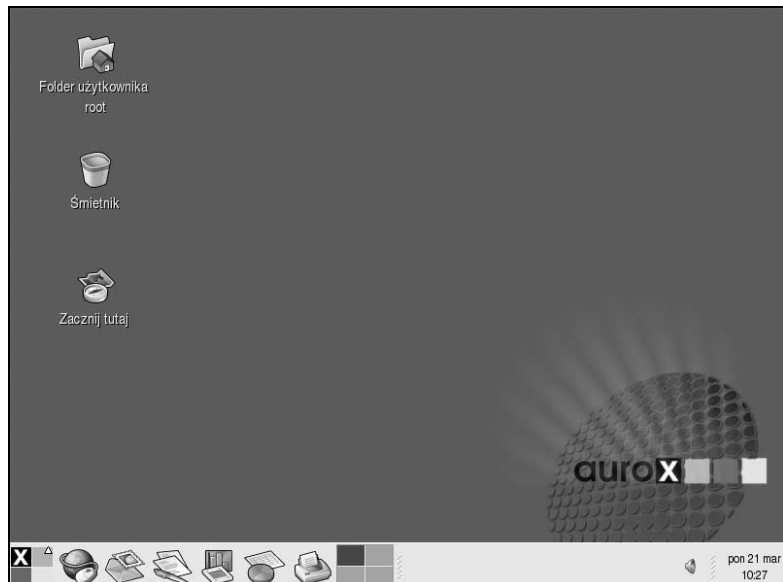 Folder użytkownika
root
Śmietnik
Zacznij tutaj
aurox
X
pon 21 mar
10:27